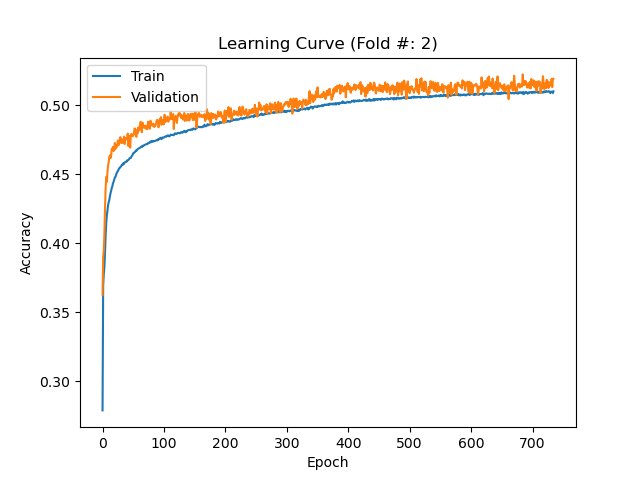 Learning Curve (Fold #: 2)
Train
Validation
0.50
0.45
0.40
0.35
0.30
Accuracy
0 100 200 300 400 500 600 700
Epoch